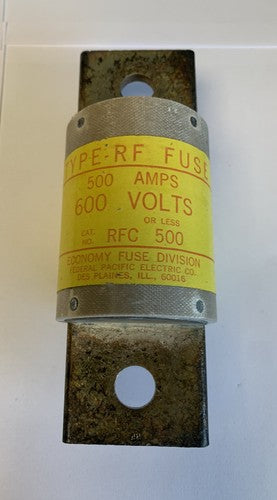 TYPE-RF FUSE
500 AMPS
600 VOLTS
OR LESS
CAT.
NO. RFC 500
ECONOMY FUSE DIVISION
FEDERAL PACIFIC ELECTRIC CO.
DES PLAINES, ILL., 60016